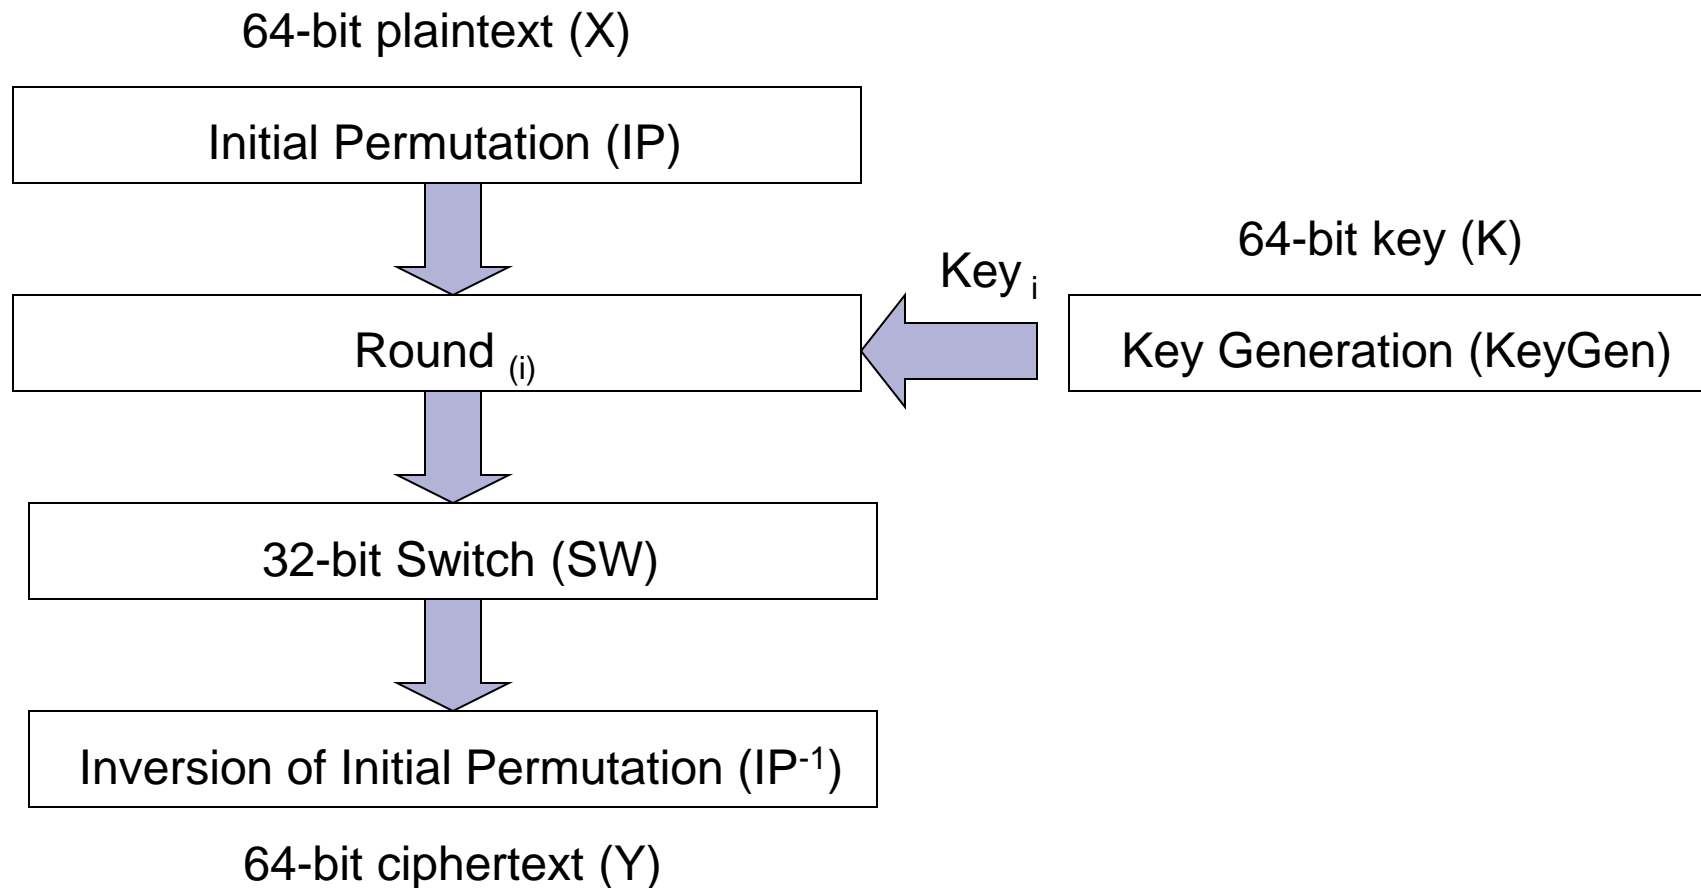 64-bit plaintext (X)
Initial Permutation (IP)
64-bit key (K)
Key i
Round (i)
Key Generation (KeyGen)
32-bit Switch (SW)
Inversion of Initial Permutation (IP-1)
64-bit ciphertext (Y)